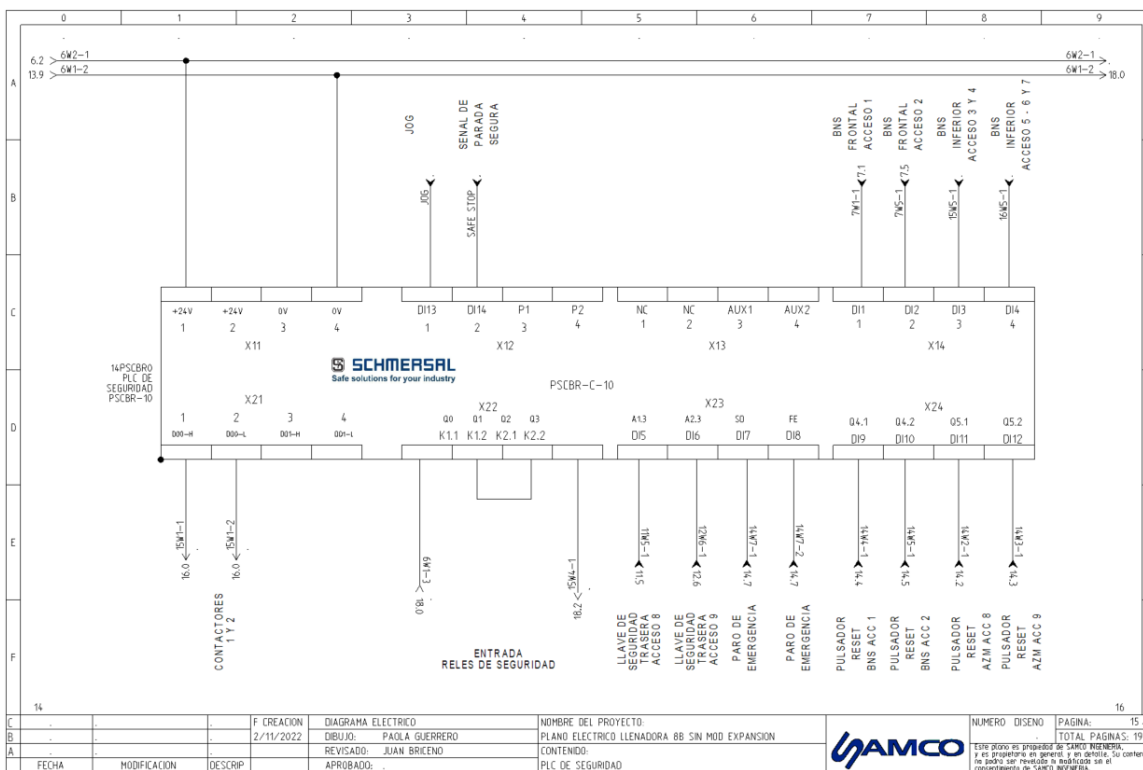 0 1 2 3 4 5 6 7 8 9
6.2 6W2-1 6W2-1
13.9 6W1-2 6W1-2 18.0
A
B
C
D
E
F
JOG
SENAL DE
PARADA
SEGURA
BNS
FRONTAL
ACCESO 1
BNS
FRONTAL
ACCESO 2
BNS
INFERIOR
ACCESO 3 Y 4
BNS
INFERIOR
ACCESO 5 - 6 Y 7
JOG
SAFE STOP
7W1-1 7.1
7W5-1 7.5
15W5-1
16W5-1
+24V +24V 0V 0V DI13 DI14 P1 P2 NC NC AUX1 AUX2 DI1 DI2 DI3 DI4
1 2 3 4 1 2 3 4 1 2 3 4 1 2 3 4
X11 X12 X13 X14
14PSCBR0
PLC DE
SEGURIDAD
PSCBR-10
S SCHMERSAL
Safe solutions for your industry
PSCBR-C-10
X21 X22 X23 X24
1 2 3 4 Q0 Q1 Q2 Q3 A1.3 A2.3 SD FE Q4.1 Q4.2 Q5.1 Q5.2
DO0-H DO0-L DO1-H DO1-L K1.1 K1.2 K2.1 K2.2 DI5 DI6 DI7 DI8 DI9 DI10 DI11 DI12
15W1-1 16.0
15W1-2 16.0
6W1-3 18.0
15W4-1 18.2
11W5-1 11.5
12W6-1 12.6
14W7-1 14.7
14W7-2 14.7
14W4-1 14.4
14W5-1 14.5
14W2-1 14.2
14W3-1 14.3
CONTACTORES
1 Y 2
ENTRADA
RELES DE SEGURIDAD
LLAVE DE
SEGURIDAD
TRASERA
ACCESO 8
LLAVE DE
SEGURIDAD
TRASERA
ACCESO 9
PARO DE
EMERGENCIA
PARO DE
EMERGENCIA
PULSADOR
RESET
BNS ACC 1
PULSADOR
RESET
BNS ACC 2
PULSADOR
RESET
AZM ACC 8
PULSADOR
RESET
AZM ACC 9
14 16
C F CREACION DIAGRAMA ELECTRICO NOMBRE DEL PROYECTO: NUMERO DISENO PAGINA: 15
B 2/11/2022 DIBUJO: PAOLA GUERRERO PLANO ELECTRICO LLENADORA BB SIN MOD EXPANSION TOTAL PAGINAS: 19
A REVISADO: JUAN BRICENO CONTENIDO:
FECHA MODIFICACION DESCRIP APROBADO: PLC DE SEGURIDAD
SAMCO
Este plano es propiedad de SAMCO INGENIERIA,
y es propietario en general y en detalle. Su conten
no podra ser revelado ni modificado sin el
consentimiento de SAMCO INGENIERIA.